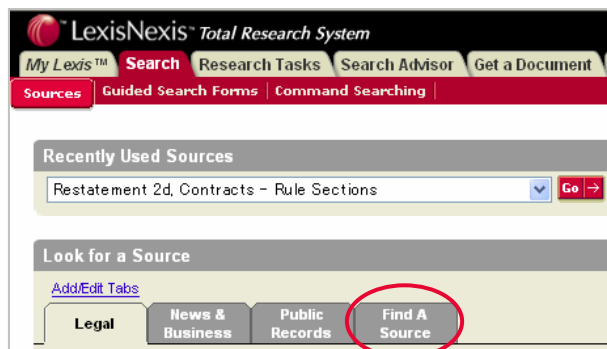 LexisNexis™ Total Research System
My Lexis™ Search Research Tasks Search Advisor Get a Document
Sources Guided Search Forms | Command Searching |
Recently Used Sources
Restatement 2d, Contracts - Rule Sections Go →
Look for a Source
Add/Edit Tabs
Legal News & Business Public Records Find A Source